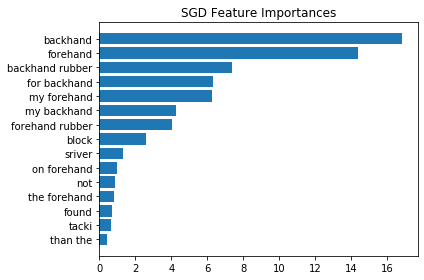 SGD Feature Importances
backhand
forehand
backhand rubber
for backhand
my forehand
my backhand
forehand rubber
block
sriver
on forehand
not
the forehand
found
tacki
than the
0 2 4 6 8 10 12 14 16